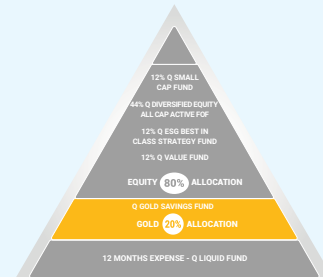 12% Q SMALL
CAP FUND
44% Q DIVERSIFIED EQUITY
ALL CAP ACTIVE FOF
12% Q ESG BEST IN
CLASS STRATEGY FUND
12% Q VALUE FUND
EQUITY 80% ALLOCATION
Q GOLD SAVINGS FUND
GOLD 20% ALLOCATION
12 MONTHS EXPENSE - Q LIQUID FUND